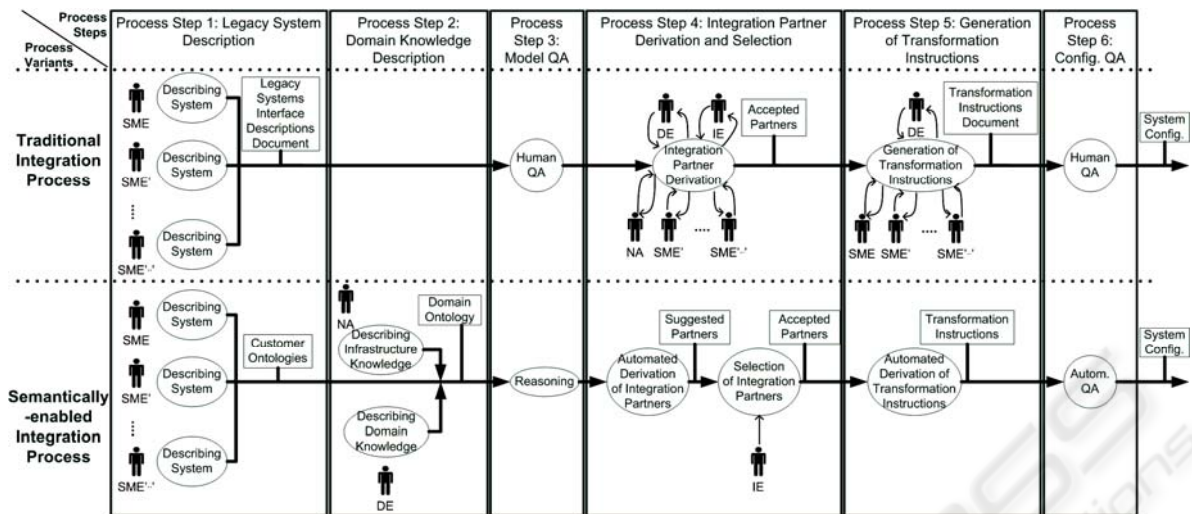 Process Steps
Process Variants
Process Step 1: Legacy System Description
Process Step 2: Domain Knowledge Description
Process Step 3: Model QA
Process Step 4: Integration Partner Derivation and Selection
Process Step 5: Generation of Transformation Instructions
Process Step 6: Config. QA
Traditional Integration Process
SME
Describing System
SME'
Describing System
....
SME'..'
Describing System
Legacy Systems Interface Descriptions Document
Human QA
DE
IE
Integration Partner Derivation
Accepted Partners
NA
SME'
....
SME'..'
DE
Generation of Transformation Instructions
Transformation Instructions Document
SME
SME'
....
SME'..'
Human QA
System Config.
Semantically -enabled Integration Process
SME
Describing System
SME'
Describing System
....
SME'..'
Describing System
Customer Ontologies
NA
Describing Infrastructure Knowledge
Domain Ontology
Describing Domain Knowledge
DE
Reasoning
Automated Derivation of Integration Partners
Suggested Partners
Selection of Integration Partners
Accepted Partners
IE
Automated Derivation of Transformation Instructions
Transformation Instructions
Autom. QA
System Config.